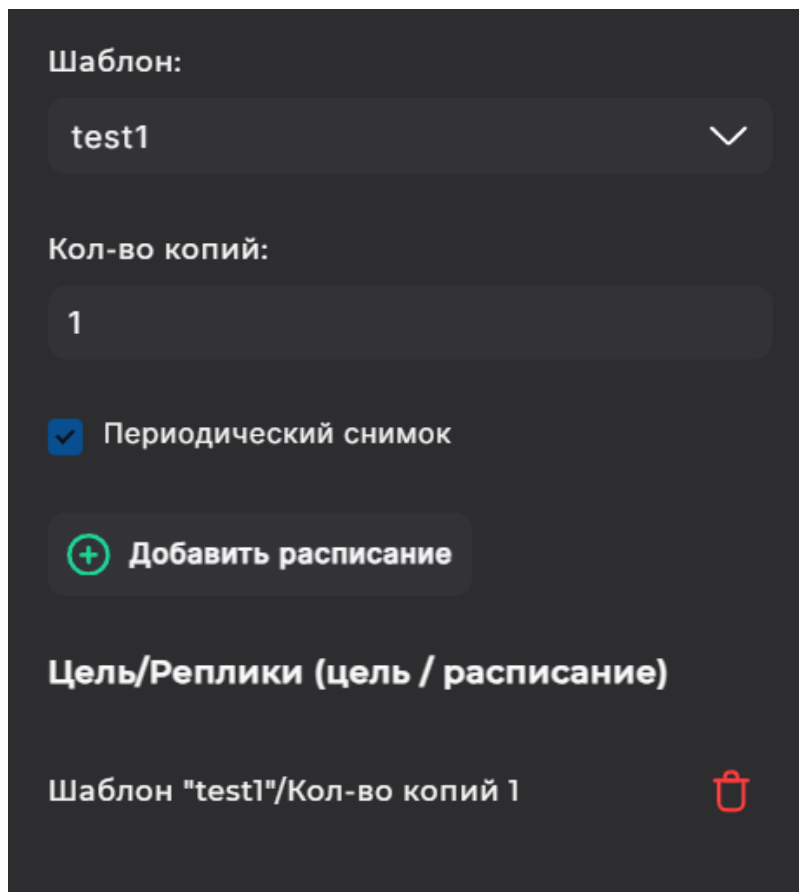 Шаблон:
test1
Кол-во копий:
1
Периодический снимок
Добавить расписание
Цель/Реплики (цель / расписание)
Шаблон "test1"/Кол-во копий 1